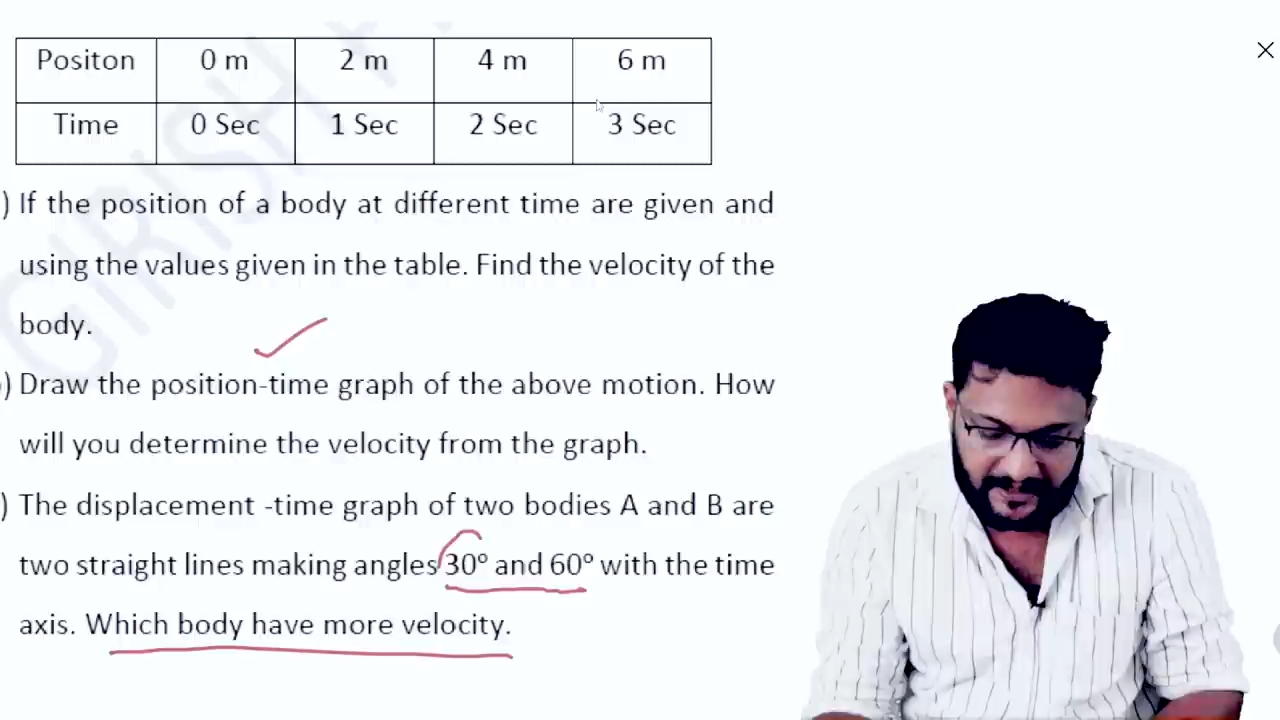 Positon 0 m 2 m 4 m 6 m
Time 0 Sec 1 Sec 2 Sec 3 Sec
) If the position of a body at different time are given and
using the values given in the table. Find the velocity of the
body.
) Draw the position-time graph of the above motion. How
will you determine the velocity from the graph.
) The displacement -time graph of two bodies A and B are
two straight lines making angles 30º and 60º with the time
axis. Which body have more velocity.